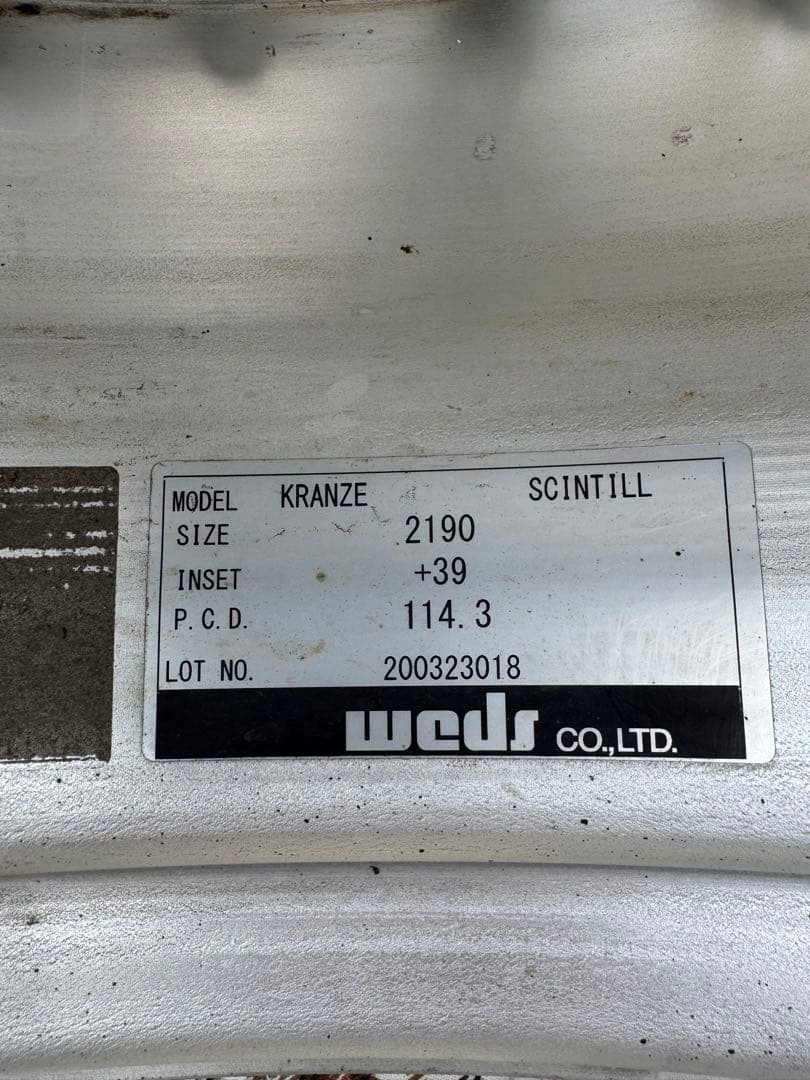 MODEL KRANZE SCINTILL
SIZE 2190
INSET +39
P.C.D. 114.3
LOT NO. 200323018
weds CO.,LTD.